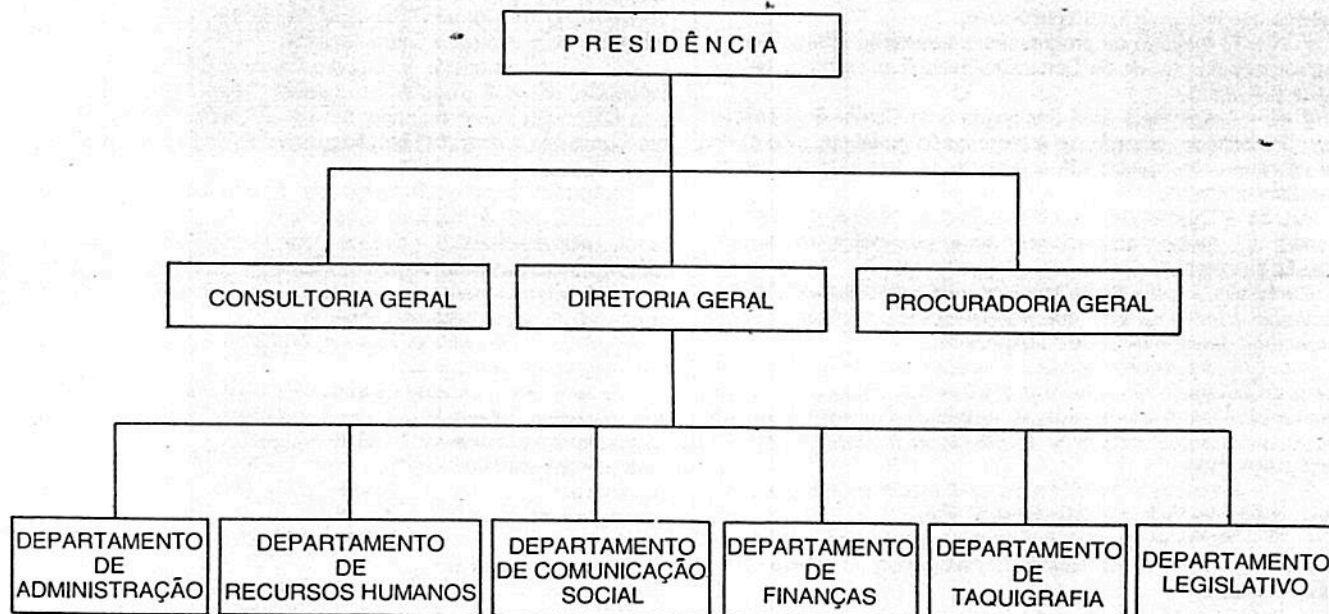 PRESIDÊNCIA
CONSULTORIA GERAL
DIRETORIA GERAL
PROCURADORIA GERAL
DEPARTAMENTO
DE
ADMINISTRAÇÃO
DEPARTAMENTO
DE
RECURSOS HUMANOS
DEPARTAMENTO
DE COMUNICAÇÃO
SOCIAL
DEPARTAMENTO
DE
FINANÇAS
DEPARTAMENTO
DE
TAQUIGRAFIA
DEPARTAMENTO
LEGISLATIVO